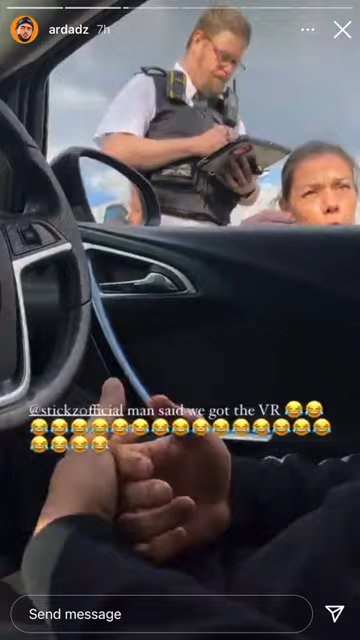 ardadz 7h
@stickzofficial man said we got the VR 😂😂
😂😂😂😂😂😂😂😂😂😂😂😂😂😂😂
😂😂😂😂
Send message